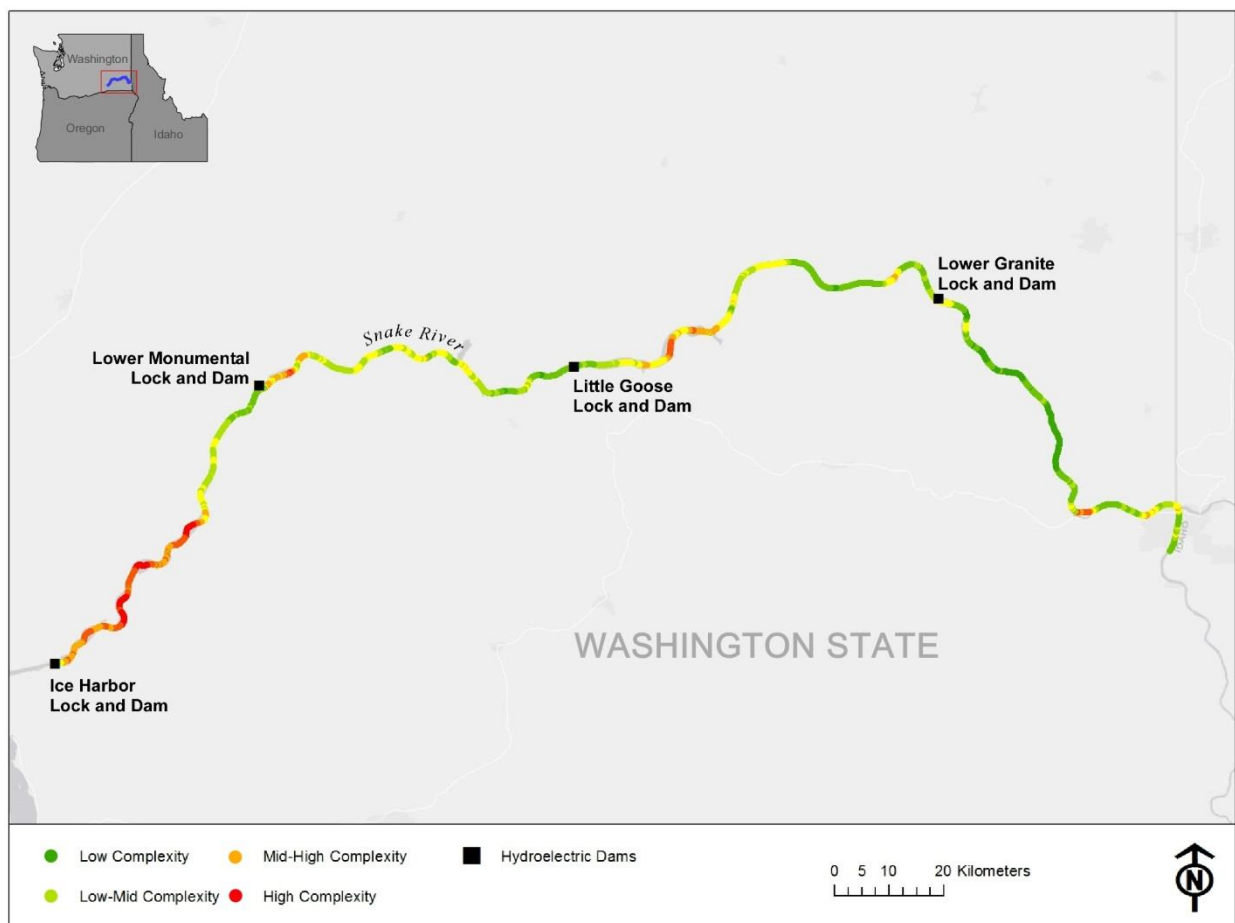 Washington
Oregon
Idaho
Snake River
Lower Granite
Lock and Dam
Lower Monumental
Lock and Dam
Little Goose
Lock and Dam
IDAHO
WASHINGTON STATE
Ice Harbor
Lock and Dam
Low Complexity
Mid-High Complexity
Hydroelectric Dams
Low-Mid Complexity
High Complexity
0 5 10 20 Kilometers
N